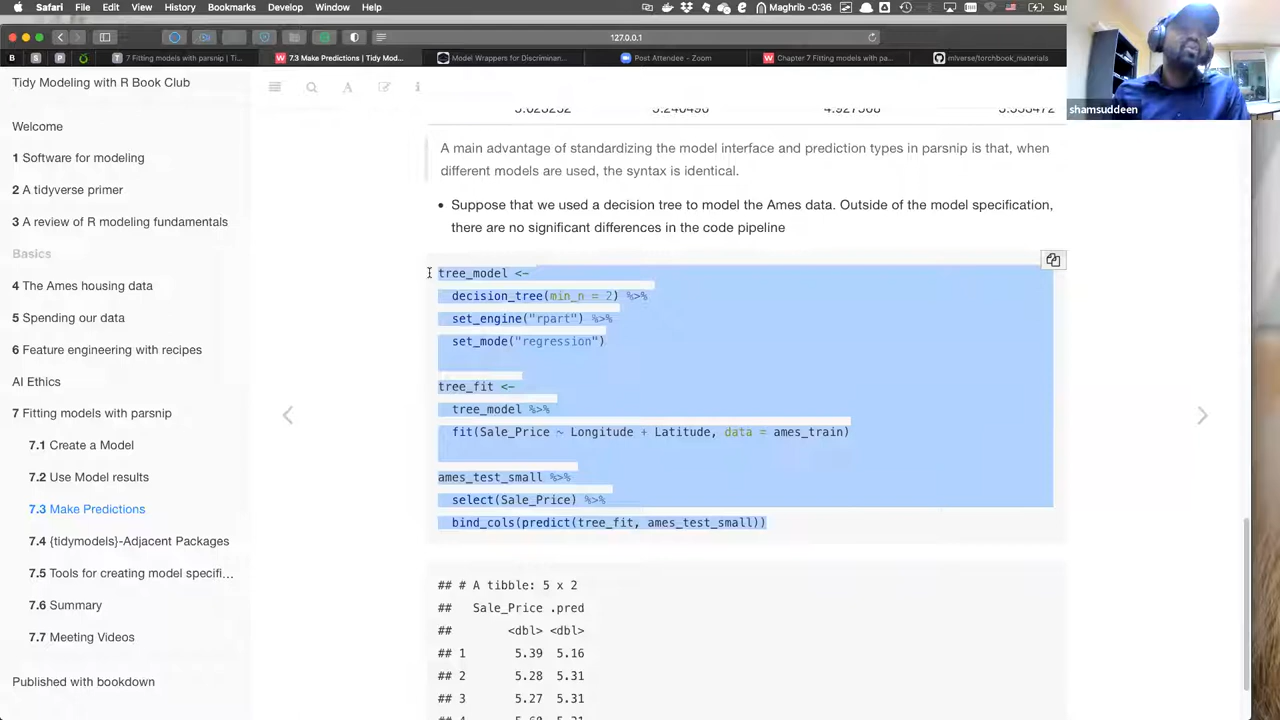 Safari File Edit View History Bookmarks Develop Window Help
Maghrib -0:36
127.0.0.1
7 Fitting models with parsnip | Ti...
7.3 Make Predictions | Tidy Mod...
Model Wrappers for Discriminan...
Post Attendee - Zoom
Chapter 7 Fitting models with pa...
mlverse/torchbook_materials
shamsuddeen
Tidy Modeling with R Book Club
Welcome
1 Software for modeling
2 A tidyverse primer
3 A review of R modeling fundamentals
Basics
4 The Ames housing data
5 Spending our data
6 Feature engineering with recipes
AI Ethics
7 Fitting models with parsnip
7.1 Create a Model
7.2 Use Model results
7.3 Make Predictions
7.4 {tidymodels}-Adjacent Packages
7.5 Tools for creating model specifi...
7.6 Summary
7.7 Meeting Videos
Published with bookdown
A main advantage of standardizing the model interface and prediction types in parsnip is that, when
different models are used, the syntax is identical.
• Suppose that we used a decision tree to model the Ames data. Outside of the model specification,
there are no significant differences in the code pipeline
tree_model <-
decision_tree(min_n = 2) %>%
set_engine("rpart") %>%
set_mode("regression")
tree_fit <-
tree_model %>%
fit(Sale_Price ~ Longitude + Latitude, data = ames_train)
ames_test_small %>%
select(Sale_Price) %>%
bind_cols(predict(tree_fit, ames_test_small))
## # A tibble: 5 x 2
## Sale_Price .pred
## <dbl> <dbl>
## 1 5.39 5.16
## 2 5.28 5.31
## 3 5.27 5.31